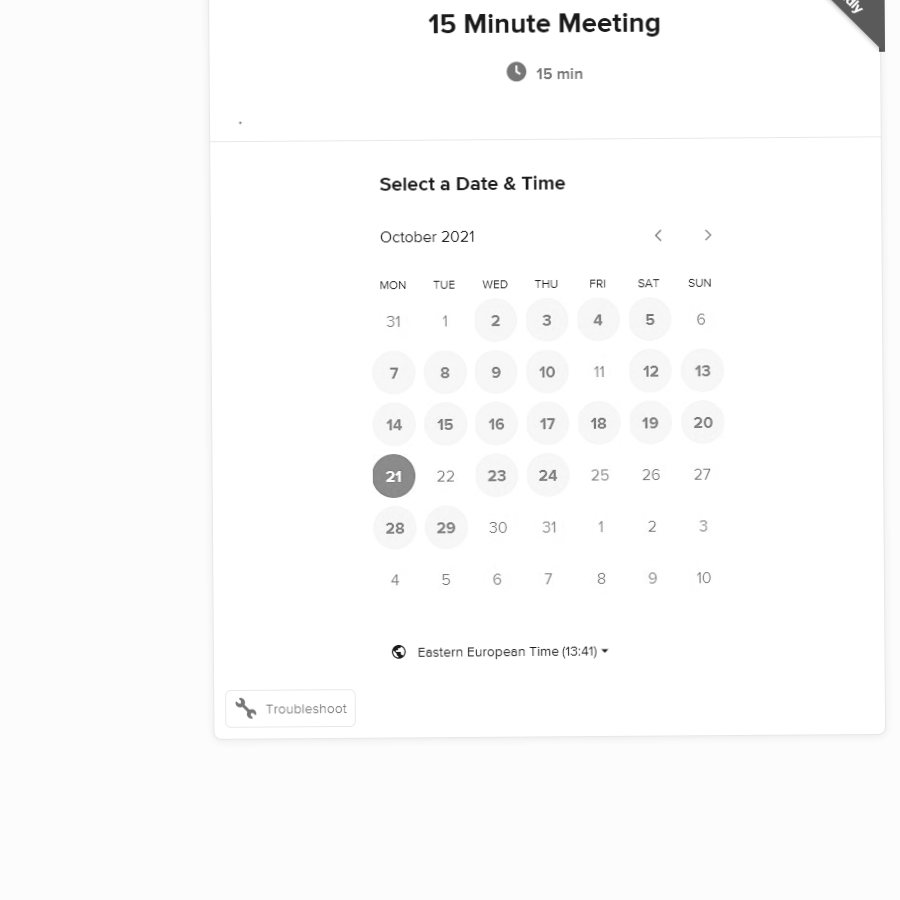 15 Minute Meeting
15 min
.
Select a Date & Time
October 2021
MON TUE WED THU FRI SAT SUN
31 1 2 3 4 5 6
7 8 9 10 11 12 13
14 15 16 17 18 19 20
21 22 23 24 25 26 27
28 29 30 31 1 2 3
4 5 6 7 8 9 10
Eastern European Time (13:41)
Troubleshoot